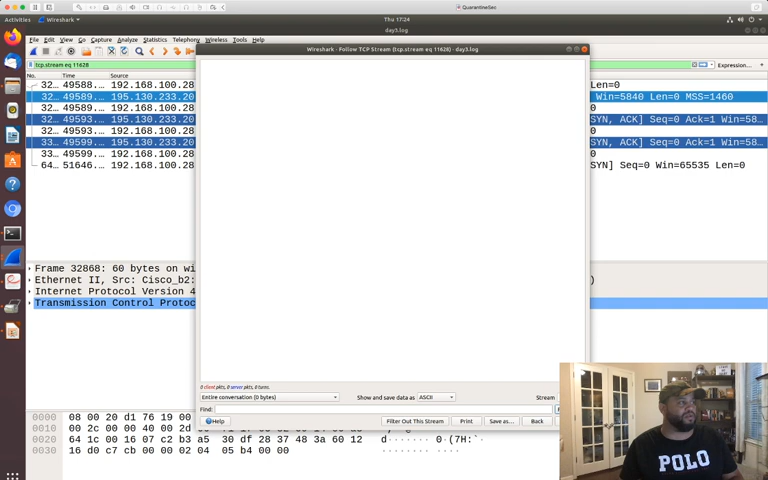 QuarantineSec
Activities Wireshark Thu 17:24
day3.log
File Edit View Go Capture Analyze Statistics Telephony Wireless Tools Help
Wireshark · Follow TCP Stream (tcp.stream eq 11628) · day3.log
tcp.stream eq 11628 Expression… +
No. Time Source
32… 49588.… 192.168.100.28 Len=0
32… 49589.… 195.130.233.20 Win=5840 Len=0 MSS=1460
32… 49589.… 192.168.100.28 0
32… 49593.… 195.130.233.20 SYN, ACK] Seq=0 Ack=1 Win=58…
32… 49593.… 192.168.100.28 0
33… 49599.… 195.130.233.20 SYN, ACK] Seq=0 Ack=1 Win=58…
33… 49599.… 192.168.100.28 0
64… 51646.… 192.168.100.28 SYN] Seq=0 Win=65535 Len=0
Frame 32868: 60 bytes on wi
Ethernet II, Src: Cisco_b2: )
Internet Protocol Version 4
Transmission Control Protoc
0 client pkts, 0 server pkts, 0 turns.
Entire conversation (0 bytes) Show and save data as ASCII Stream
Find:
Help Filter Out This Stream Print Save as… Back
0000 08 00 20 d1 76 19 00
0010 00 2c 00 00 40 00 2d
0020 64 1c 00 16 07 c2 b3 a5 30 df 28 37 48 3a 60 12 d······· 0·(7H:`·
0030 16 d0 c7 cb 00 00 02 04 05 b4 00 00
POLO